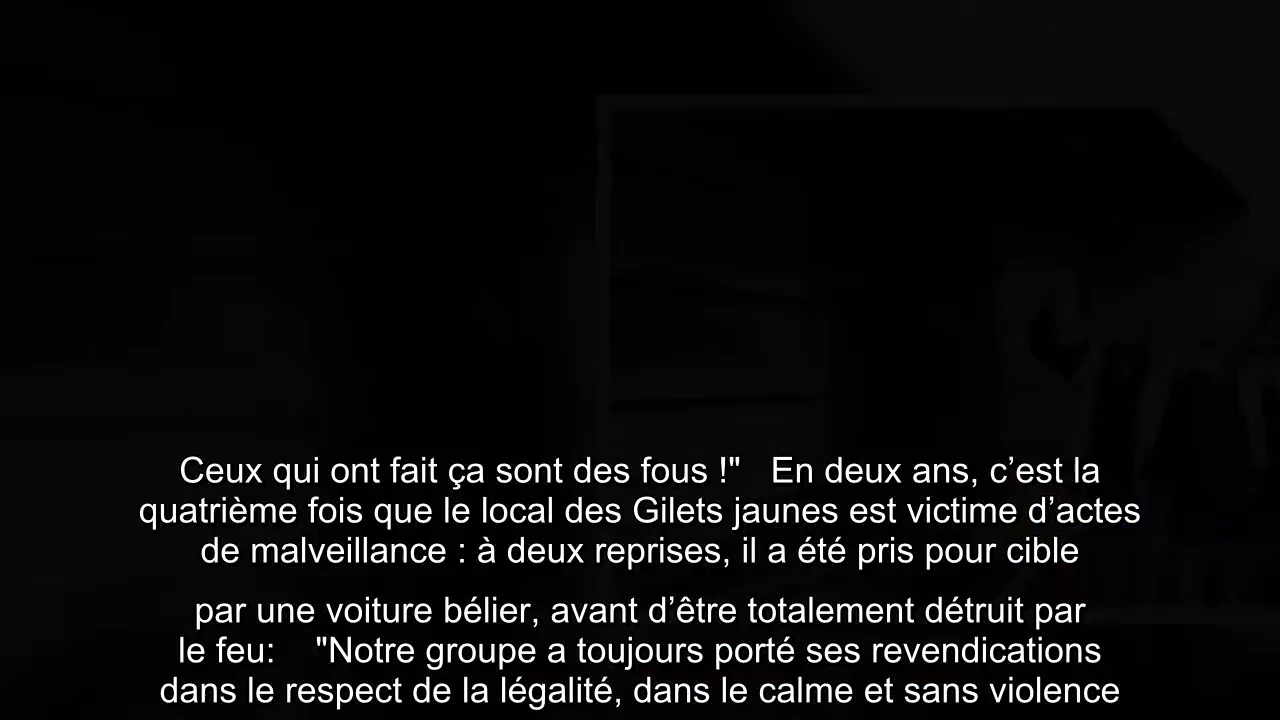 Ceux qui ont fait ça sont des fous !"   En deux ans, c’est la
quatrième fois que le local des Gilets jaunes est victime d’actes
de malveillance : à deux reprises, il a été pris pour cible
par une voiture bélier, avant d’être totalement détruit par
le feu:    "Notre groupe a toujours porté ses revendications
dans le respect de la légalité, dans le calme et sans violence